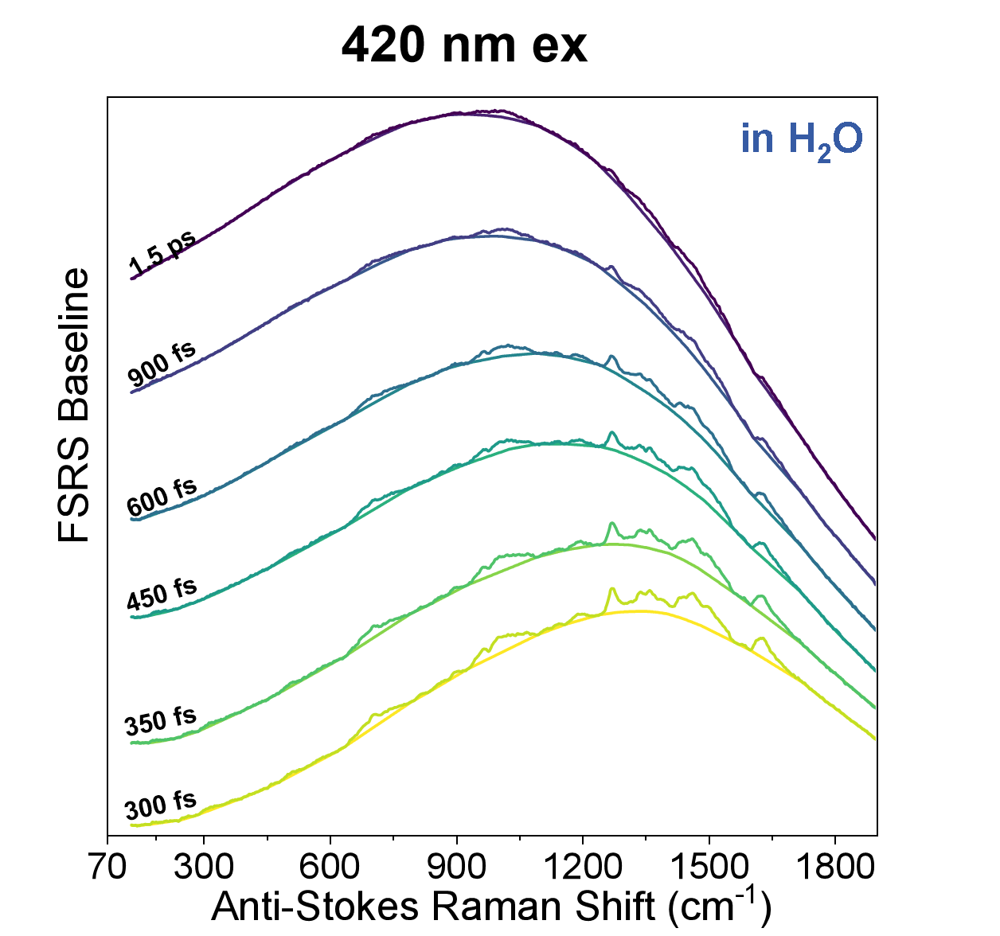 420 nm ex
in H₂O
1.5 ps
900 fs
600 fs
450 fs
350 fs
300 fs
FSRS Baseline
70 300 600 900 1200 1500 1800
Anti-Stokes Raman Shift (cm⁻¹)